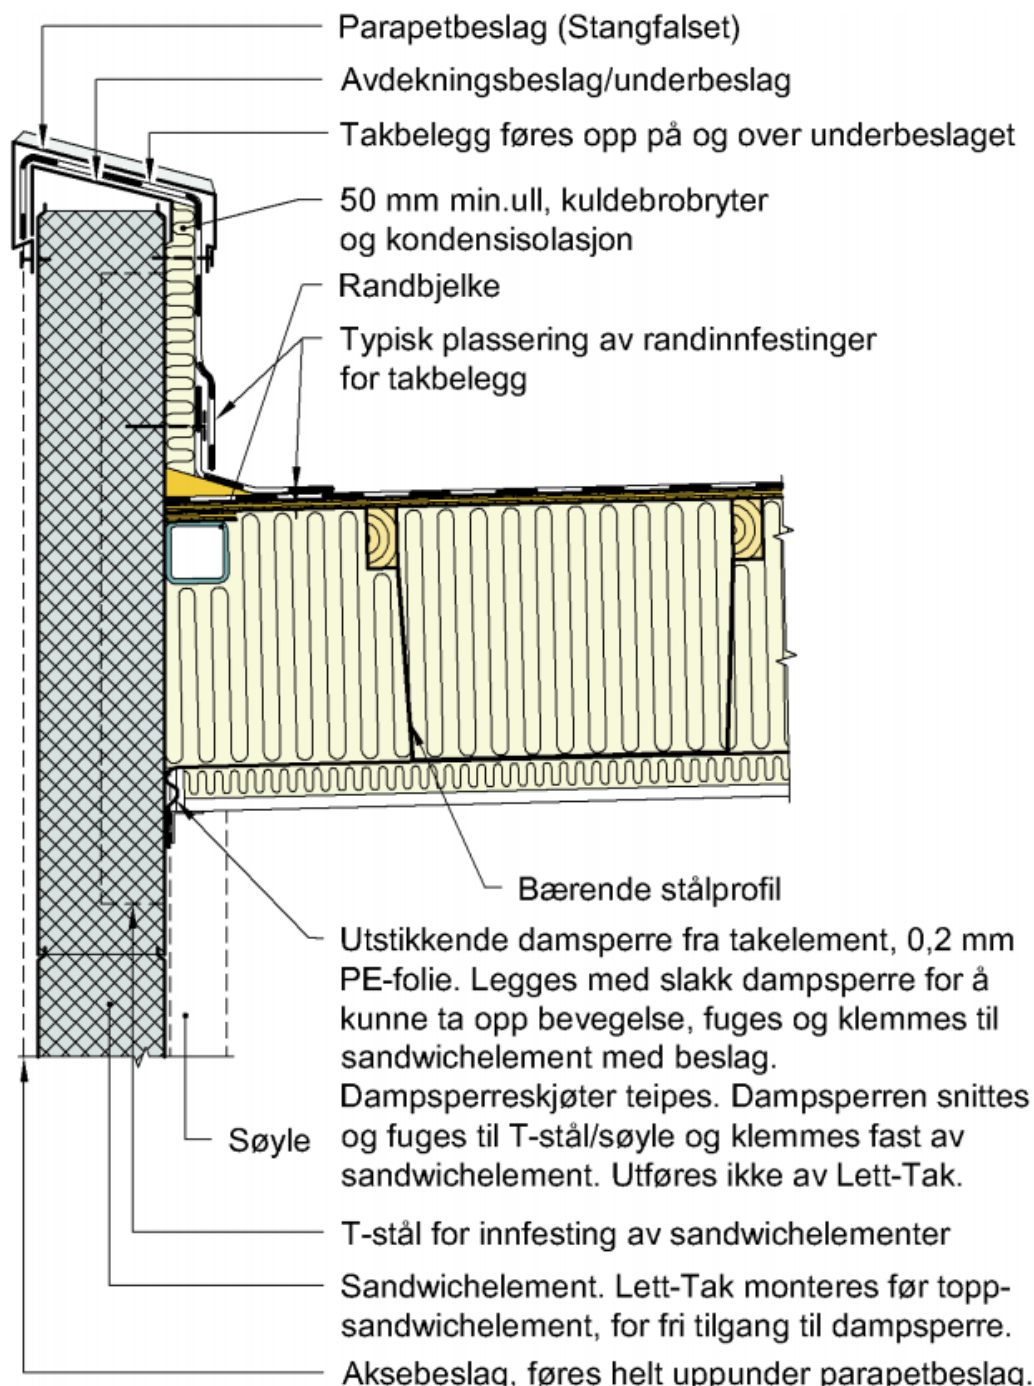 Parapetbeslag (Stangfalset)
Avdekningsbeslag/underbeslag
Takbelegg føres opp på og over underbeslaget
50 mm min.ull, kuldebrobryter
og kondensisolasjon
Randbjelke
Typisk plassering av randinnfestinger
for takbelegg
Bærende stålprofil
Utstikkende damsperre fra takelement, 0,2 mm
PE-folie. Legges med slakk dampsperre for å
kunne ta opp bevegelse, fuges og klemmes til
sandwichelement med beslag.
Dampsperreskjøter teipes. Dampsperren snittes
og fuges til T-stål/søyle og klemmes fast av
sandwichelement. Utføres ikke av Lett-Tak.
Søyle
T-stål for innfesting av sandwichelementer
Sandwichelement. Lett-Tak monteres før topp-
sandwichelement, for fri tilgang til dampsperre.
Aksebeslag, føres helt uppunder parapetbeslag.